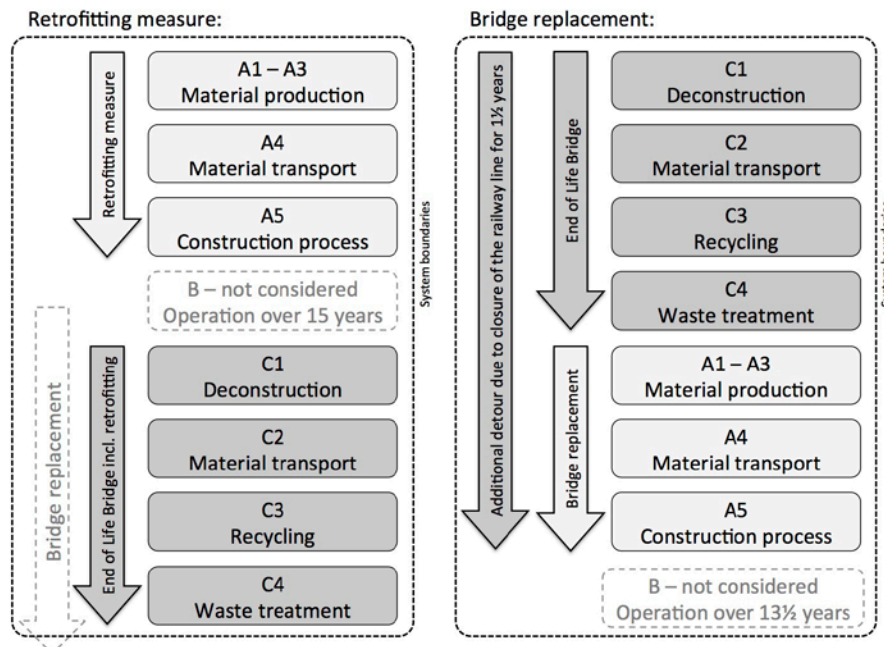 Retrofitting measure:
Retrofitting measure
A1 – A3
Material production
A4
Material transport
A5
Construction process
B – not considered
Operation over 15 years
Bridge replacement
End of Life Bridge incl. retrofitting
C1
Deconstruction
C2
Material transport
C3
Recycling
C4
Waste treatment
System boundaries
Bridge replacement:
Additional detour due to closure of the railway line for 1½ years
End of Life Bridge
C1
Deconstruction
C2
Material transport
C3
Recycling
C4
Waste treatment
Bridge replacement
A1 – A3
Material production
A4
Material transport
A5
Construction process
B – not considered
Operation over 13½ years